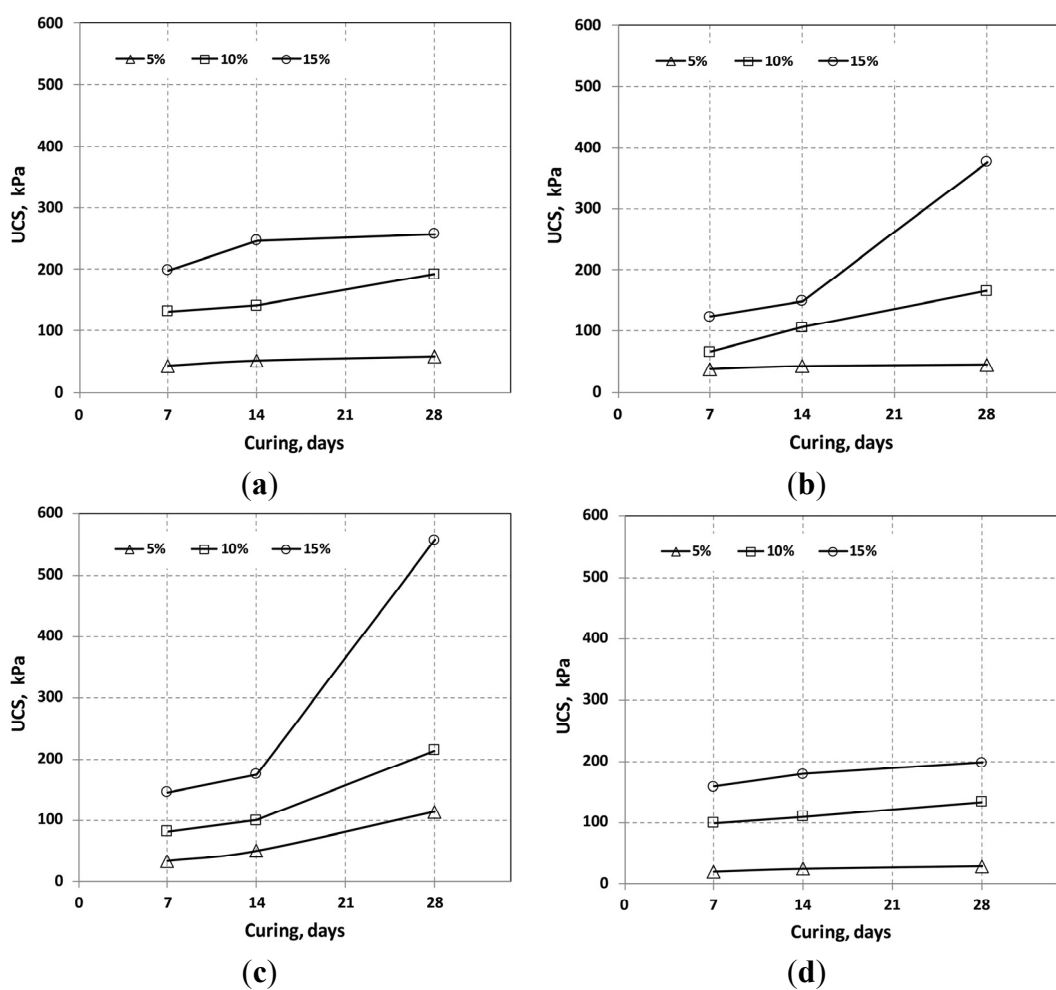 600
500
400
300
200
100
0
UCS, kPa
5% 10% 15%
0 7 14 21 28
Curing, days
(a)
600
500
400
300
200
100
0
UCS, kPa
5% 10% 15%
0 7 14 21 28
Curing, days
(b)
600
500
400
300
200
100
0
UCS, kPa
5% 10% 15%
0 7 14 21 28
Curing, days
(c)
600
500
400
300
200
100
0
UCS, kPa
5% 10% 15%
0 7 14 21 28
Curing, days
(d)